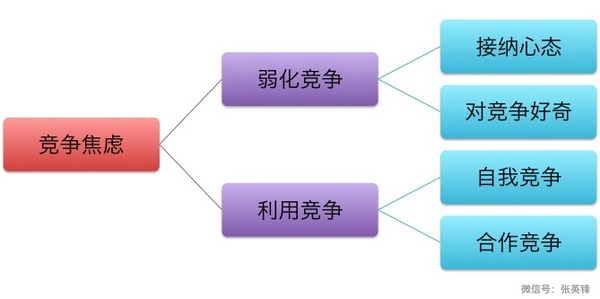 竞争焦虑
弱化竞争
利用竞争
接纳心态
对竞争好奇
自我竞争
合作竞争
微信号：张英锋